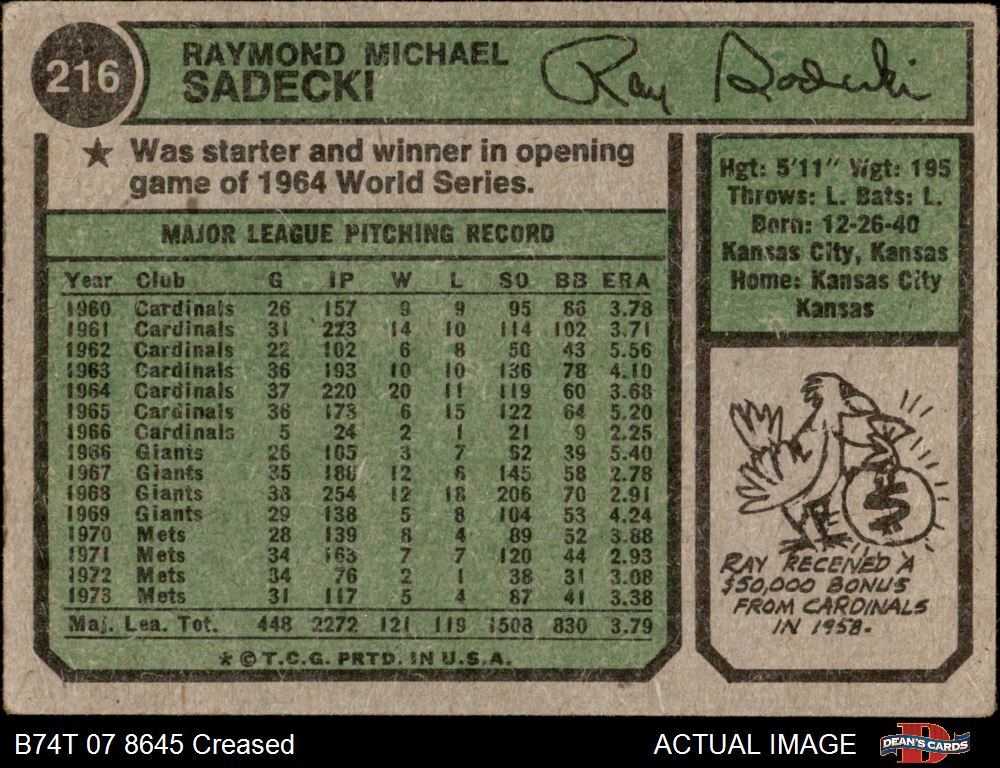 216
RAYMOND MICHAEL
SADECKI
Ray Sadecki
★ Was starter and winner in opening
game of 1964 World Series.
MAJOR LEAGUE PITCHING RECORD
Year Club G IP W L SO BB ERA
1960 Cardinals 26 157 9 9 95 86 3.78
1961 Cardinals 31 223 14 10 114 102 3.71
1962 Cardinals 22 102 6 8 50 43 5.56
1963 Cardinals 36 193 10 10 136 78 4.10
1964 Cardinals 37 220 20 11 119 60 3.68
1965 Cardinals 36 173 6 15 122 64 5.20
1966 Cardinals 5 24 2 1 21 9 2.25
1966 Giants 26 105 3 7 62 39 5.40
1967 Giants 35 188 12 6 145 58 2.78
1968 Giants 38 254 12 18 206 70 2.91
1969 Giants 29 138 5 8 104 53 4.24
1970 Mets 28 139 8 4 89 52 3.88
1971 Mets 34 163 7 7 120 44 2.93
1972 Mets 34 76 2 1 38 31 3.08
1973 Mets 31 117 5 4 87 41 3.38
Maj. Lea. Tot. 448 2272 121 119 1508 830 3.79
★ © T.C.G. PRTD. IN U.S.A.
Hgt: 5'11" Wgt: 195
Throws: L. Bats: L.
Born: 12-26-40
Kansas City, Kansas
Home: Kansas City
Kansas
$
RAY RECEIVED A
$50,000 BONUS
FROM CARDINALS
IN 1958.
B74T 07 8645 Creased
ACTUAL IMAGE
DEAN'S CARDS